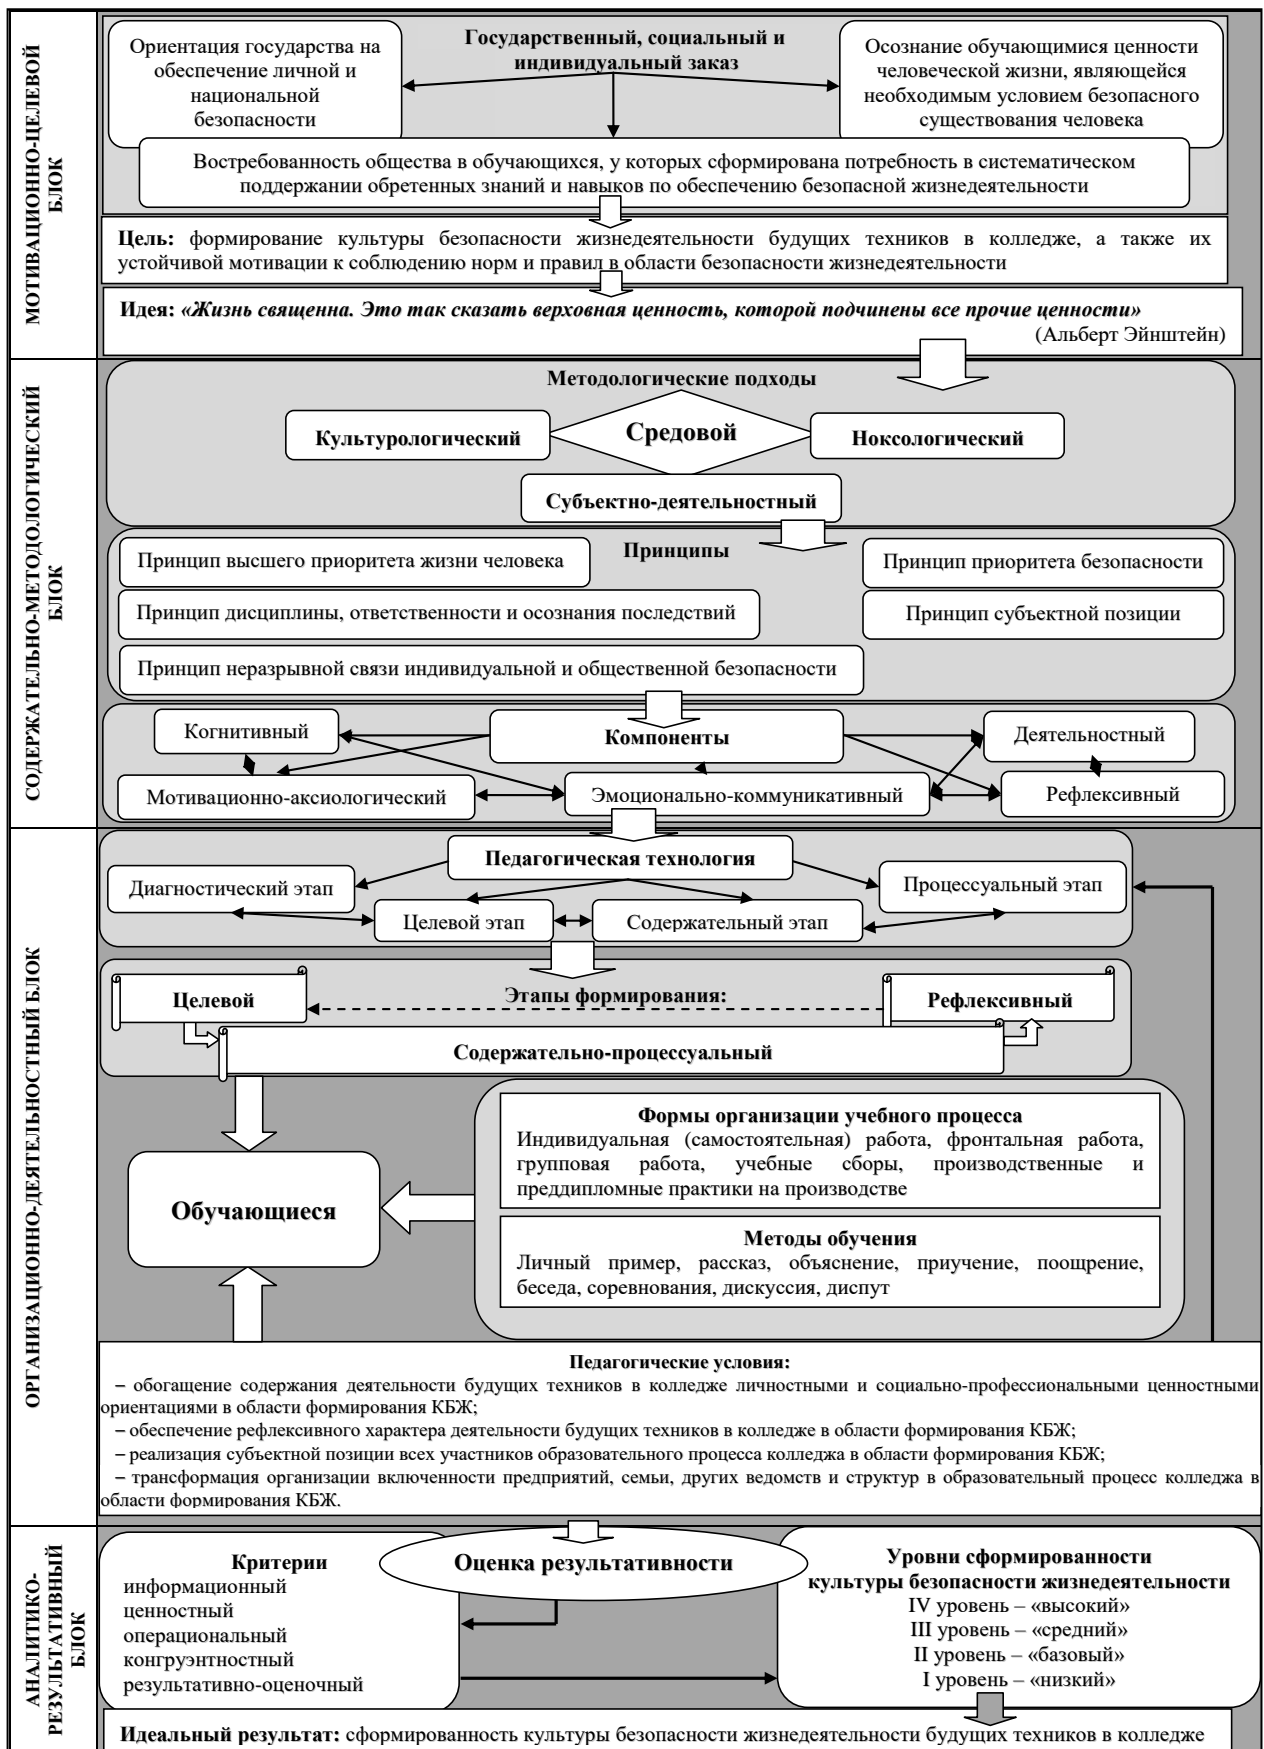 МОТИВАЦИОННО-ЦЕЛЕВОЙ
БЛОК
Государственный, социальный и
индивидуальный заказ
Ориентация государства на
обеспечение личной и
национальной
безопасности
Осознание обучающимися ценности
человеческой жизни, являющейся
необходимым условием безопасного
существования человека
Востребованность общества в обучающихся, у которых сформирована потребность в систематическом
поддержании обретенных знаний и навыков по обеспечению безопасной жизнедеятельности
Цель: формирование культуры безопасности жизнедеятельности будущих техников в колледже, а также их
устойчивой мотивации к соблюдению норм и правил в области безопасности жизнедеятельности
Идея: «Жизнь священна. Это так сказать верховная ценность, которой подчинены все прочие ценности»
(Альберт Эйнштейн)
СОДЕРЖАТЕЛЬНО-МЕТОДОЛОГИЧЕСКИЙ
БЛОК
Методологические подходы
Культурологический
Средовой
Ноксологический
Субъектно-деятельностный
Принципы
Принцип высшего приоритета жизни человека
Принцип приоритета безопасности
Принцип дисциплины, ответственности и осознания последствий
Принцип субъектной позиции
Принцип неразрывной связи индивидуальной и общественной безопасности
Когнитивный
Компоненты
Деятельностный
Мотивационно-аксиологический
Эмоционально-коммуникативный
Рефлексивный
ОРГАНИЗАЦИОННО-ДЕЯТЕЛЬНОСТНЫЙ БЛОК
Педагогическая технология
Диагностический этап
Процессуальный этап
Целевой этап
Содержательный этап
Целевой
Этапы формирования:
Рефлексивный
Содержательно-процессуальный
Формы организации учебного процесса
Индивидуальная (самостоятельная) работа, фронтальная работа,
групповая работа, учебные сборы, производственные и
преддипломные практики на производстве
Обучающиеся
Методы обучения
Личный пример, рассказ, объяснение, приучение, поощрение,
беседа, соревнования, дискуссия, диспут
Педагогические условия:
– обогащение содержания деятельности будущих техников в колледже личностными и социально-профессиональными ценностными
ориентациями в области формирования КБЖ;
– обеспечение рефлексивного характера деятельности будущих техников в колледже в области формирования КБЖ;
– реализация субъектной позиции всех участников образовательного процесса колледжа в области формирования КБЖ;
– трансформация организации включенности предприятий, семьи, других ведомств и структур в образовательный процесс колледжа в
области формирования КБЖ.
АНАЛИТИКО-
РЕЗУЛЬТАТИВНЫЙ
БЛОК
Критерии
информационный
ценностный
операциональный
конгруэнтностный
результативно-оценочный
Оценка результативности
Уровни сформированности
культуры безопасности жизнедеятельности
IV уровень – «высокий»
III уровень – «средний»
II уровень – «базовый»
I уровень – «низкий»
Идеальный результат: сформированность культуры безопасности жизнедеятельности будущих техников в колледже